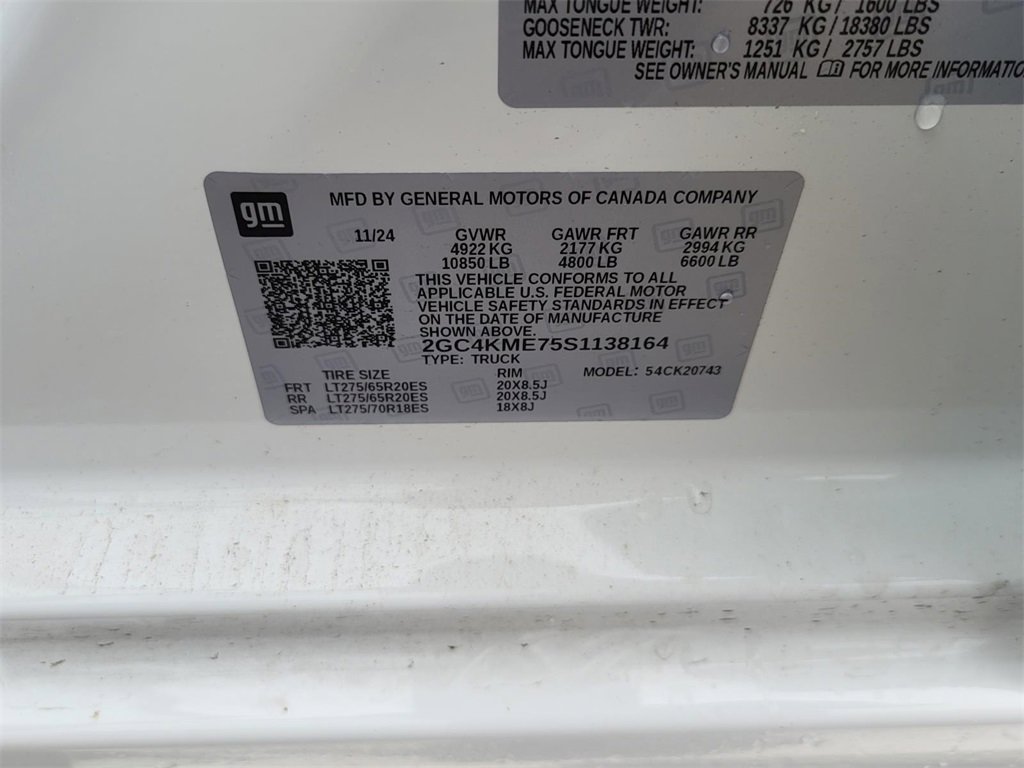 MAX TONGUE WEIGHT: 726 KG / 1600 LBS
GOOSENECK TWR: 8337 KG / 18380 LBS
MAX TONGUE WEIGHT: 1251 KG / 2757 LBS
SEE OWNER'S MANUAL FOR MORE INFORMATIO
gm
MFD BY GENERAL MOTORS OF CANADA COMPANY
11/24 GVWR GAWR FRT GAWR RR
4922 KG 2177 KG 2994 KG
10850 LB 4800 LB 6600 LB
THIS VEHICLE CONFORMS TO ALL
APPLICABLE U.S. FEDERAL MOTOR
VEHICLE SAFETY STANDARDS IN EFFECT
ON THE DATE OF MANUFACTURE
SHOWN ABOVE.
2GC4KME75S1138164
TYPE: TRUCK
TIRE SIZE RIM MODEL: 54CK20743
FRT LT275/65R20ES 20X8.5J
RR LT275/65R20ES 20X8.5J
SPA LT275/70R18ES 18X8J